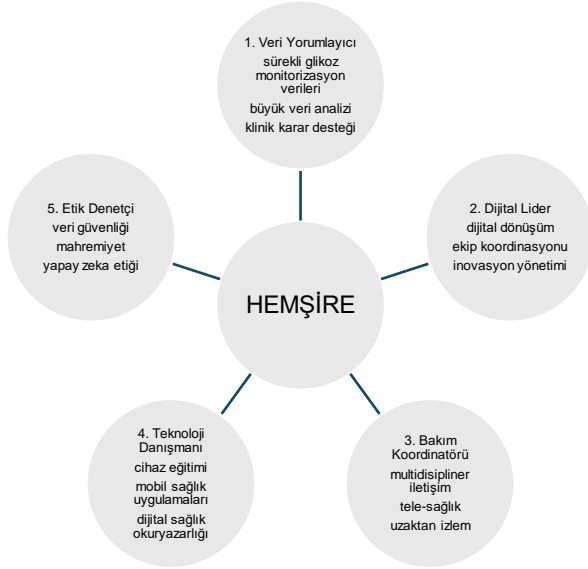 1. Veri Yorumlayıcı
sürekli glikoz
monitorizasyon
verileri
büyük veri analizi
klinik karar desteği
2. Dijital Lider
dijital dönüşüm
ekip koordinasyonu
inovasyon yönetimi
3. Bakım
Koordinatörü
multidisipliner
iletişim
tele-sağlık
uzaktan izlem
4. Teknoloji
Danışmanı
cihaz eğitimi
mobil sağlık
uygulamaları
dijital sağlık
okuryazarlığı
5. Etik Denetçi
veri güvenliği
mahremiyet
yapay zeka etiği
HEMŞİRE